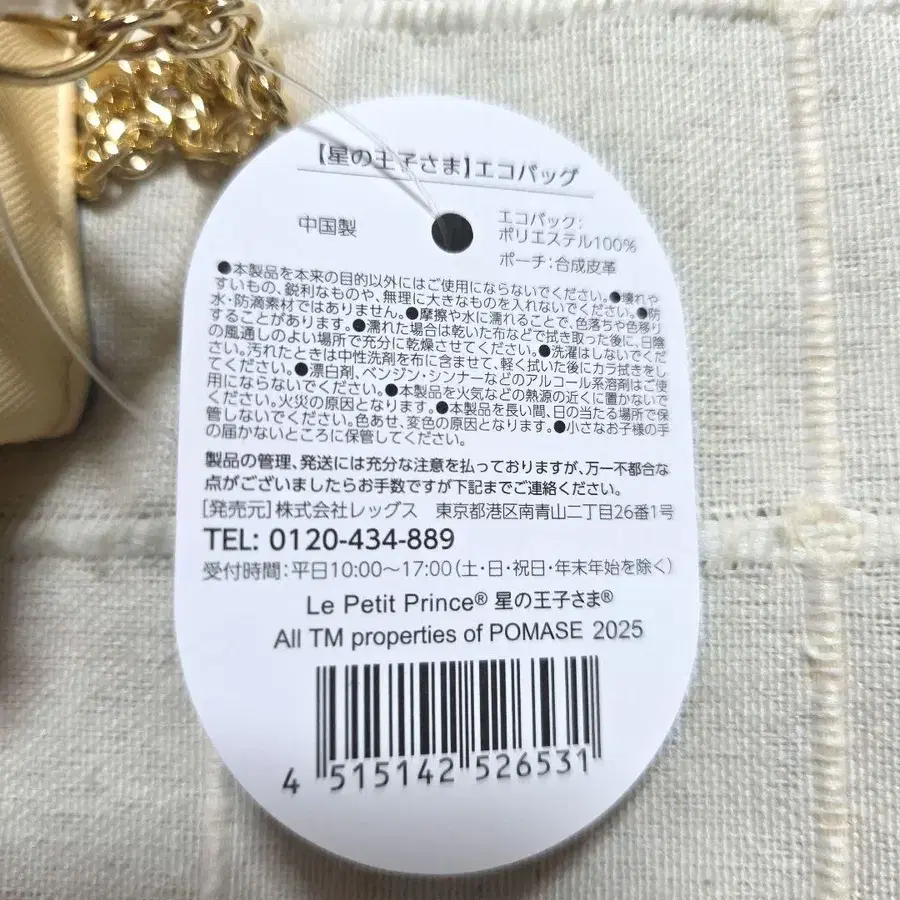 【星の王子さま】エコバッグ
中国製
エコバック:
ポリエステル100%
ポーチ:合成皮革
●本製品を本来の目的以外にはご使用にならないでください。●壊れや
すいもの、鋭利なものや、無理に大きなものを入れないでください。●防
水・防滴素材ではありません。●摩擦や水に濡れることで、色落ちや色移り
することがあります。●濡れた場合は乾いた布などで拭き取った後に、日陰
の風通しのよい場所で充分に乾燥させてください。●洗濯はしないでくだ
さい。汚れたときは中性洗剤を布に含ませて、軽く拭いた後にカラ拭きをし
てください。●漂白剤、ベンジン・シンナーなどのアルコール系溶剤はご使
用にならないでください。●本製品を火気などの熱源の近くに置かないで
ください。火災の原因となります。●本製品を長い間、日の当たる場所で保
管しないでください。色あせ、変色の原因となります。●小さなお子様の手
の届かないところに保管してください。
製品の管理、発送には充分な注意を払っておりますが、万一不都合な
点がございましたらお手数ですが下記までご連絡ください。
[発売元]株式会社レッグス 東京都港区南青山二丁目26番1号
TEL: 0120-434-889
受付時間:平日10:00〜17:00(土・日・祝日・年末年始を除く)
Le Petit Prince® 星の王子さま®
All TM properties of POMASE 2025
4 515142 526531